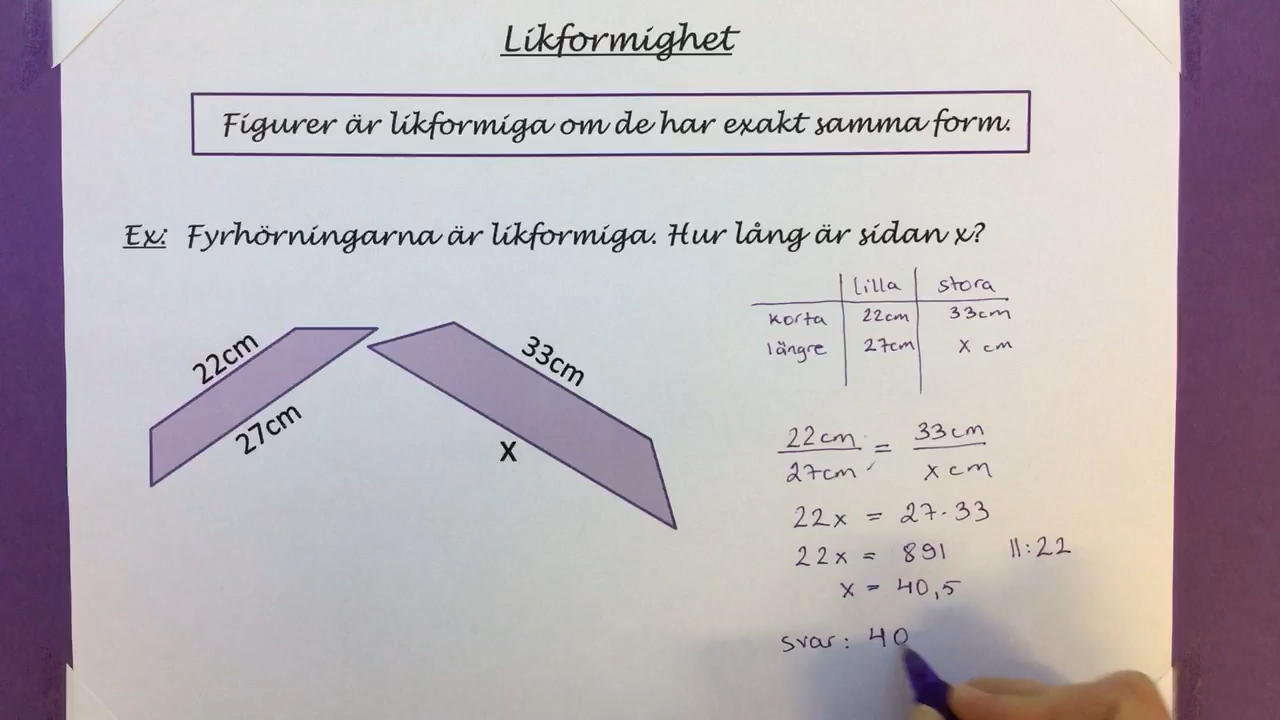 Likformighet
Figurer är likformiga om de har exakt samma form.
Ex: Fyrhörningarna är likformiga. Hur lång är sidan x?
22cm
27cm
33cm
x
lilla stora
korta 22cm 33cm
längre 27cm x cm
22cm = 33cm
27cm x cm
22x = 27·33
22x = 891 ||:22
x = 40,5
svar: 40